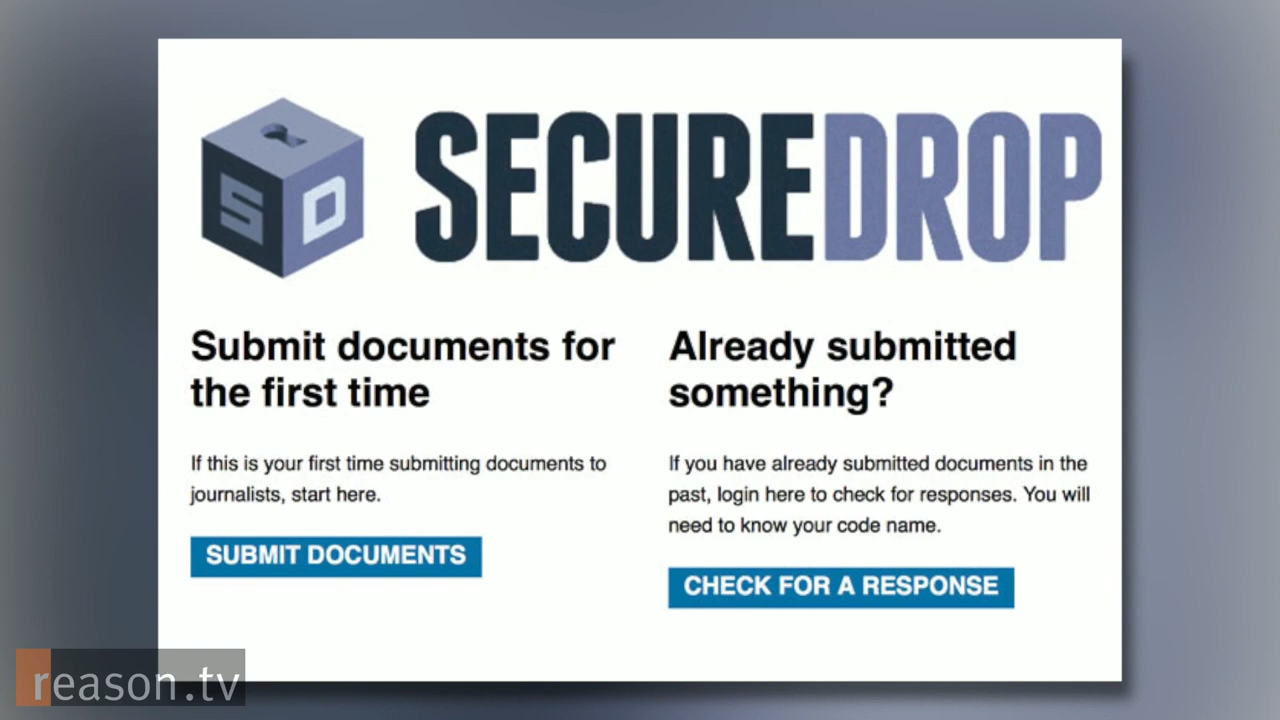 SD
SECUREDROP
Submit documents for
the first time
If this is your first time submitting documents to
journalists, start here.
SUBMIT DOCUMENTS
Already submitted
something?
If you have already submitted documents in the
past, login here to check for responses. You will
need to know your code name.
CHECK FOR A RESPONSE
reason.tv